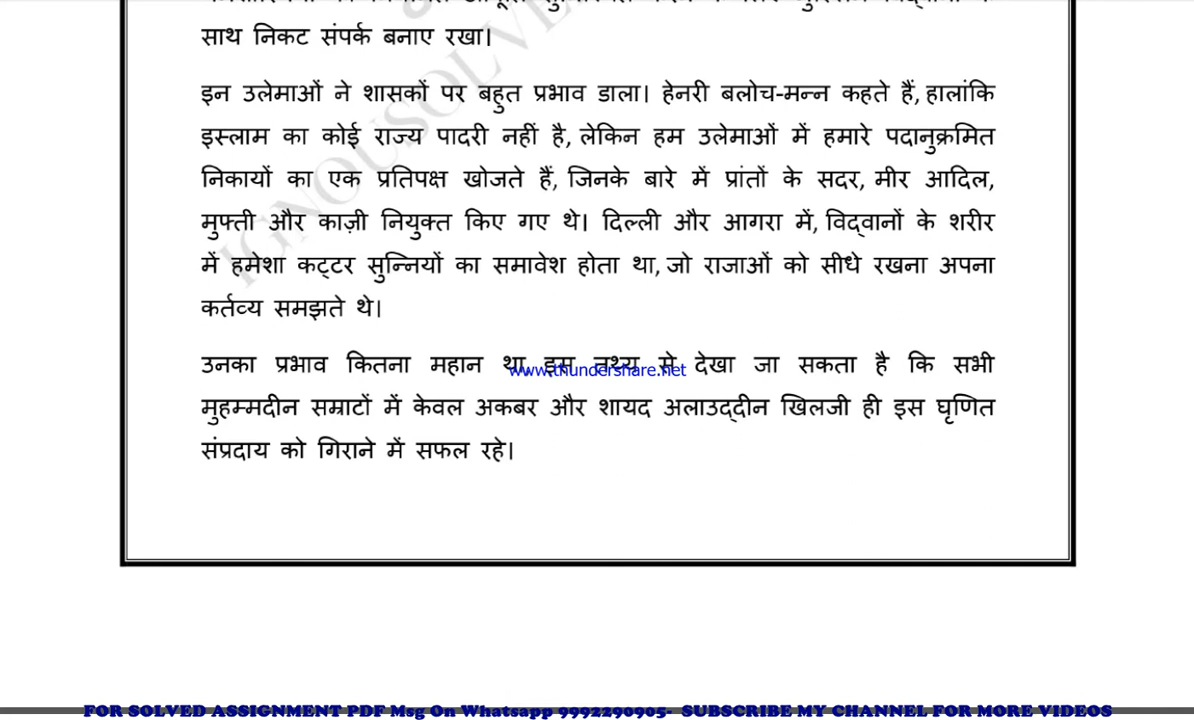 साथ निकट संपर्क बनाए रखा।
इन उलेमाओं ने शासकों पर बहुत प्रभाव डाला। हेनरी बलोच-मन्न कहते हैं, हालांकि
इस्लाम का कोई राज्य पादरी नहीं है, लेकिन हम उलेमाओं में हमारे पदानुक्रमित
निकायों का एक प्रतिपक्ष खोजते हैं, जिनके बारे में प्रांतों के सदर, मीर आदिल,
मुफ्ती और काज़ी नियुक्त किए गए थे। दिल्ली और आगरा में, विद्वानों के शरीर
में हमेशा कट्टर सुन्नियों का समावेश होता था, जो राजाओं को सीधे रखना अपना
कर्तव्य समझते थे।
उनका प्रभाव कितना महान था इस तथ्य से देखा जा सकता है कि सभी
www.thundershare.net
मुहम्मदीन सम्राटों में केवल अकबर और शायद अलाउद्दीन खिलजी ही इस घृणित
संप्रदाय को गिराने में सफल रहे।
FOR SOLVED ASSIGNMENT PDF Msg On Whatsapp 9992290905- SUBSCRIBE MY CHANNEL FOR MORE VIDEOS